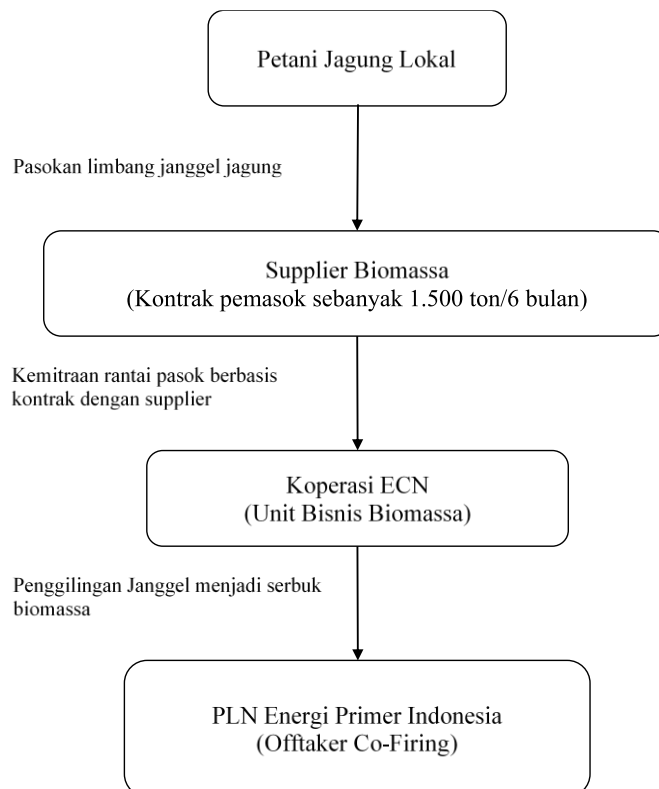 Petani Jagung Lokal
Pasokan limbang janggel jagung
Supplier Biomassa
(Kontrak pemasok sebanyak 1.500 ton/6 bulan)
Kemitraan rantai pasok berbasis
kontrak dengan supplier
Koperasi ECN
(Unit Bisnis Biomassa)
Penggilingan Janggel menjadi serbuk
biomassa
PLN Energi Primer Indonesia
(Offtaker Co-Firing)